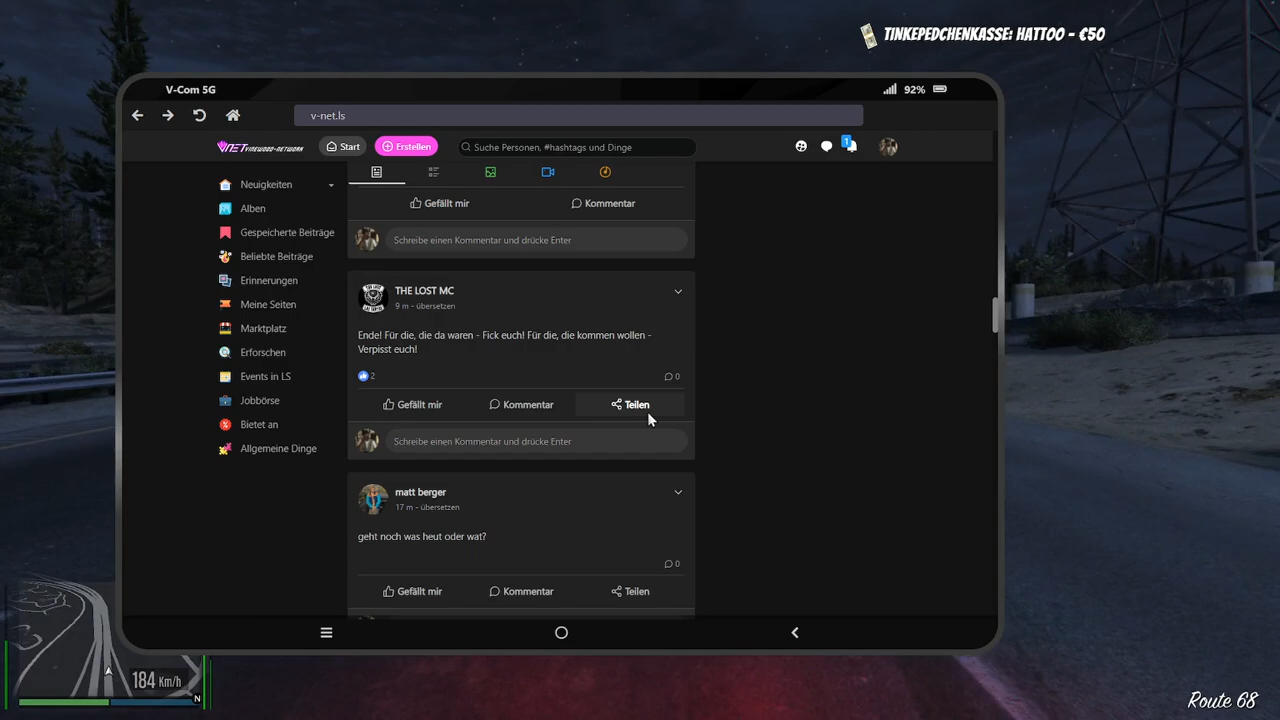 TINKEPEDCHENKASSE: HATTOO - €50
V-Com 5G
92%
v-net.ls
VNET VINEWOOD-NETWORK
Start
Erstellen
Suche Personen, #hashtags und Dinge
1
Neuigkeiten
Alben
Gespeicherte Beiträge
Beliebte Beiträge
Erinnerungen
Meine Seiten
Marktplatz
Erforschen
Events in LS
Jobbörse
Bietet an
Allgemeine Dinge
Gefällt mir
Kommentar
Schreibe einen Kommentar und drücke Enter
THE LOST MC
9 m - übersetzen
Ende! Für die, die da waren - Fick euch! Für die, die kommen wollen -
Verpisst euch!
2
0
Gefällt mir
Kommentar
Teilen
Schreibe einen Kommentar und drücke Enter
matt berger
17 m - übersetzen
geht noch was heut oder wat?
0
Gefällt mir
Kommentar
Teilen
184 Km/h
N
Route 68